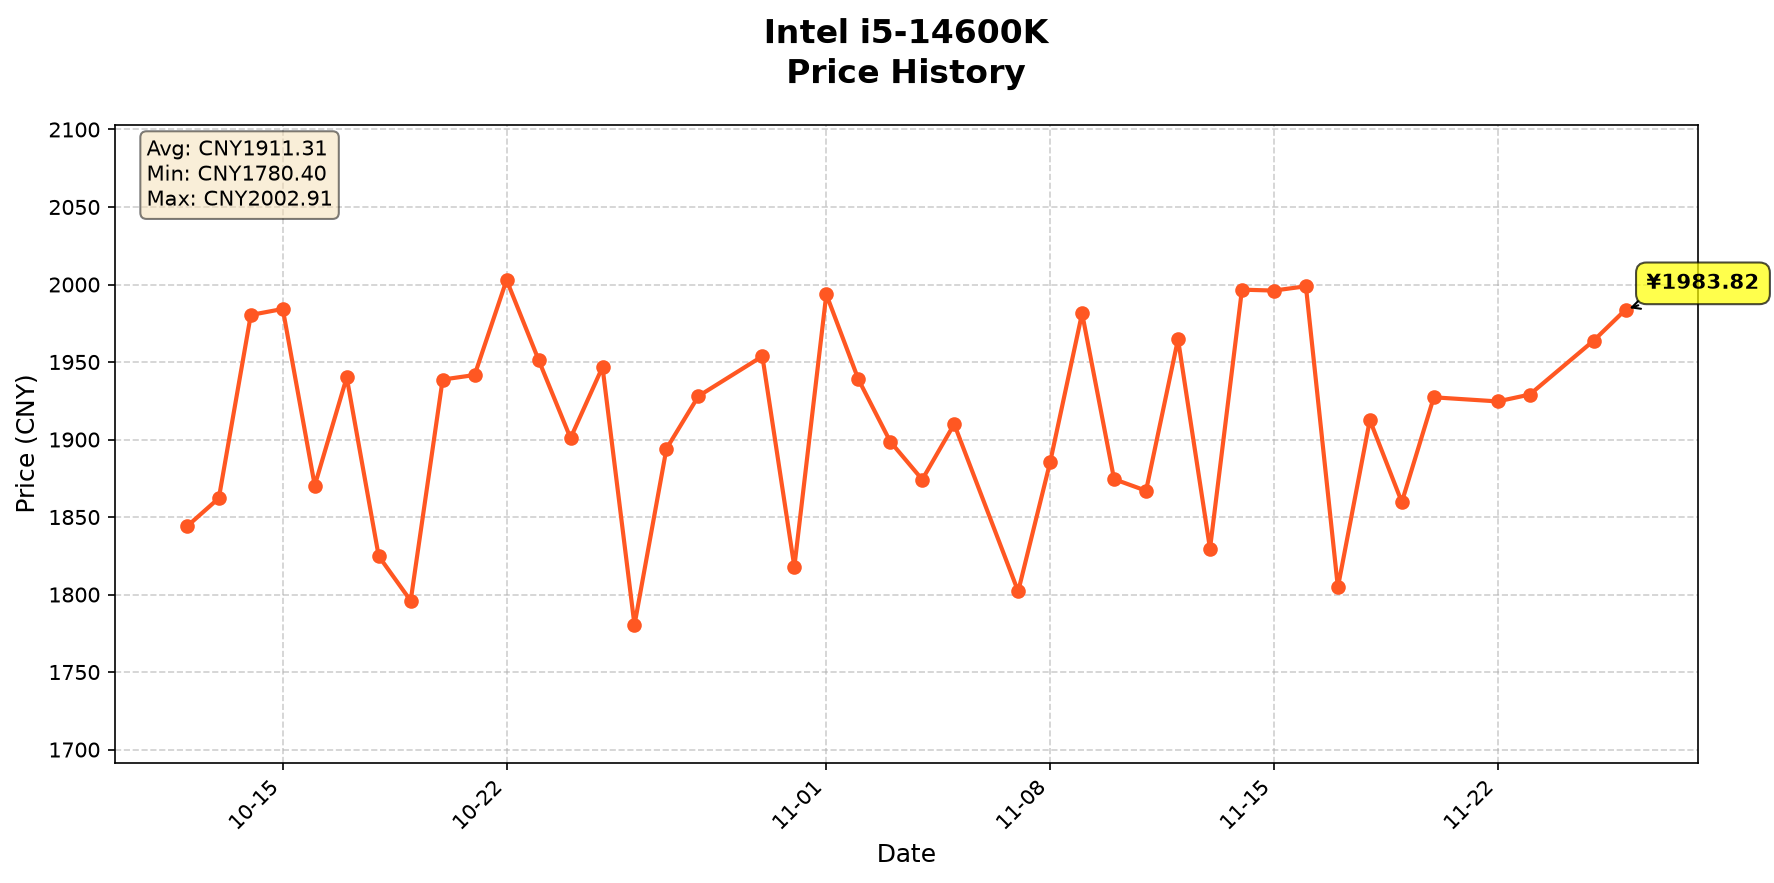 Intel i5-14600K
Price History
2100
2050
2000
1950
1900
1850
1800
1750
1700
Price (CNY)
Avg: CNY1911.31
Min: CNY1780.40
Max: CNY2002.91
¥1983.82
10-15
10-22
11-01
11-08
11-15
11-22
Date